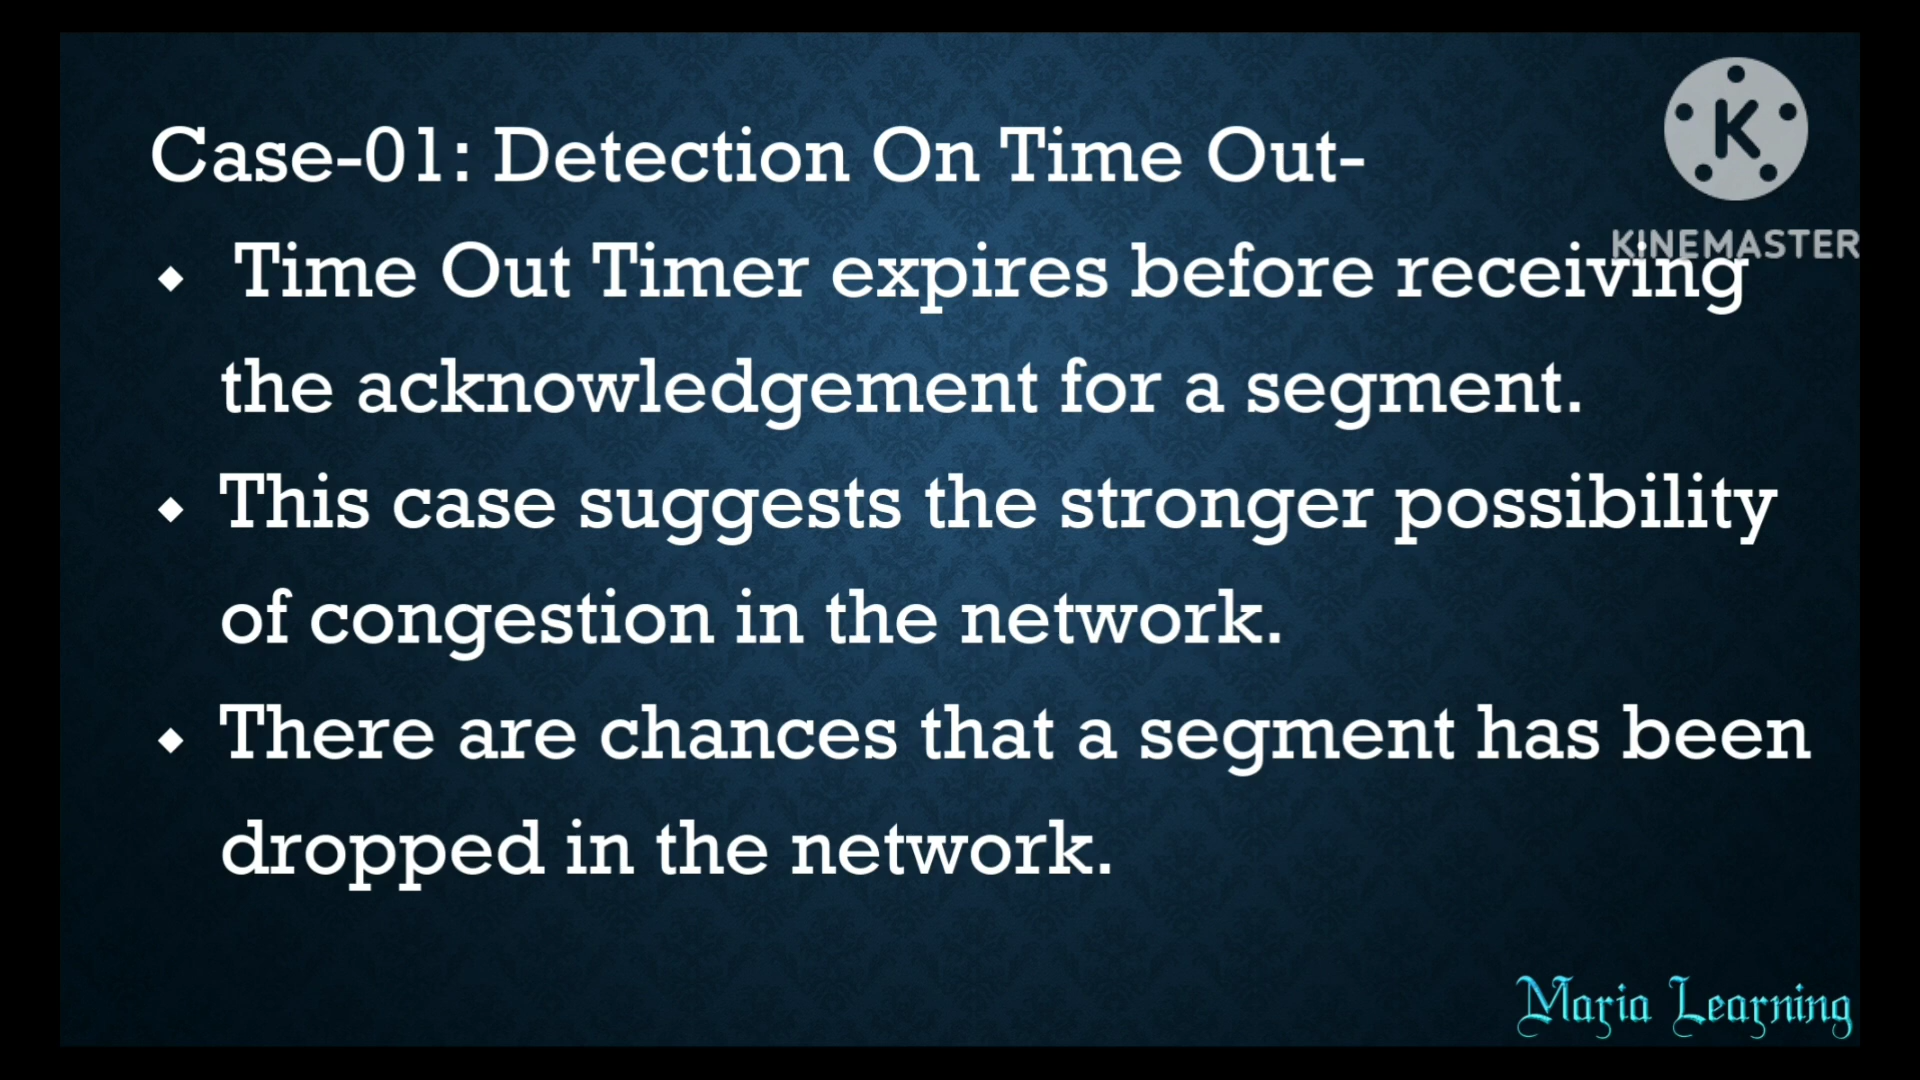 Case-01: Detection On Time Out-
K
KINEMASTER
◆ Time Out Timer expires before receiving
the acknowledgement for a segment.
◆ This case suggests the stronger possibility
of congestion in the network.
◆ There are chances that a segment has been
dropped in the network.
Maria Learning